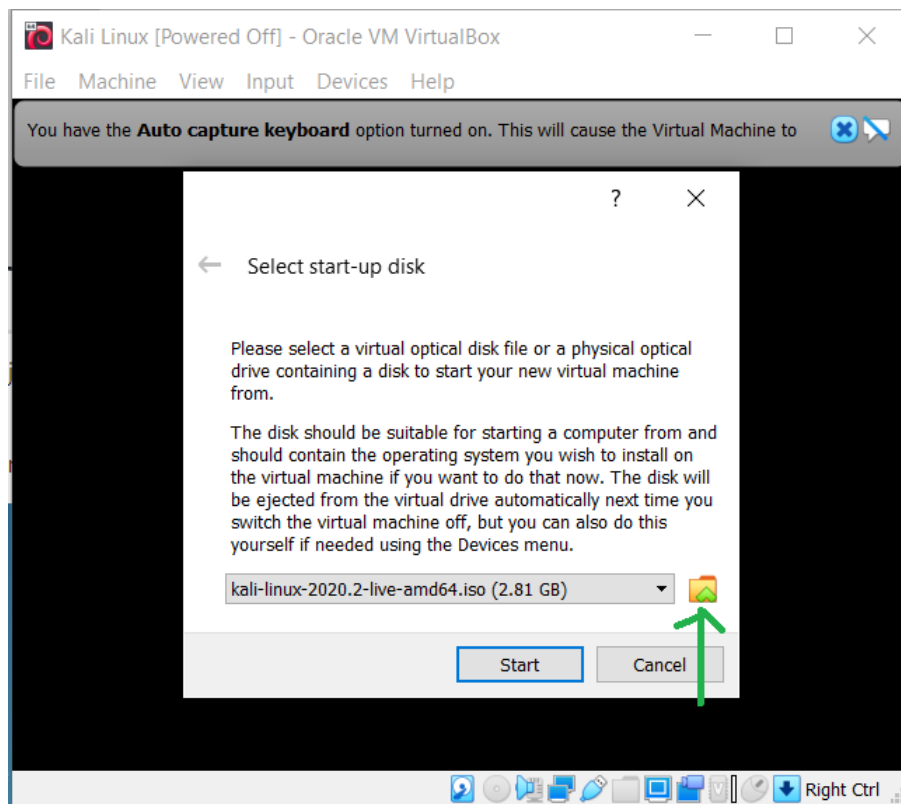 Kali Linux [Powered Off] - Oracle VM VirtualBox
File Machine View Input Devices Help
You have the Auto capture keyboard option turned on. This will cause the Virtual Machine to
?
Select start-up disk
Please select a virtual optical disk file or a physical optical
drive containing a disk to start your new virtual machine
from.
The disk should be suitable for starting a computer from and
should contain the operating system you wish to install on
the virtual machine if you want to do that now. The disk will
be ejected from the virtual drive automatically next time you
switch the virtual machine off, but you can also do this
yourself if needed using the Devices menu.
kali-linux-2020.2-live-amd64.iso (2.81 GB)
Start Cancel
Right Ctrl